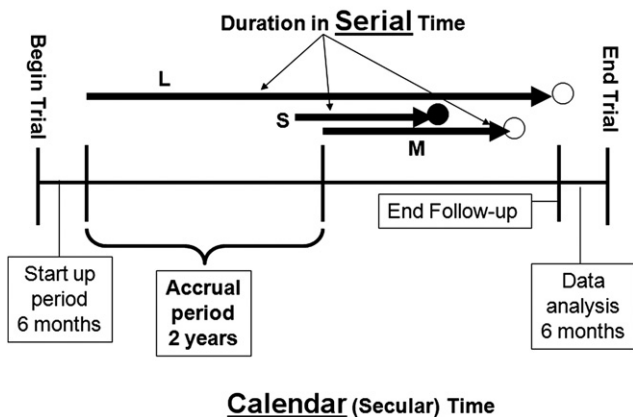 Duration in Serial Time
Begin Trial
End Trial
L
S
M
End Follow-up
Start up
period
6 months
Accrual
period
2 years
Data
analysis
6 months
Calendar (Secular) Time